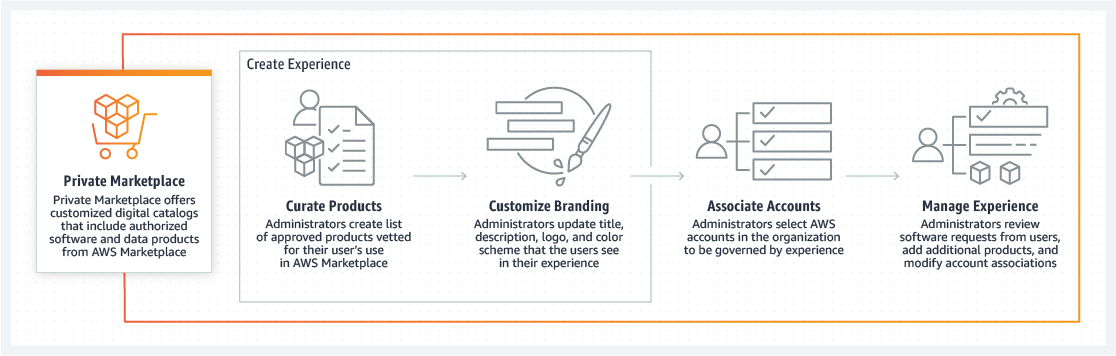 Create Experience
Private Marketplace
Private Marketplace offers
customized digital catalogs
that include authorized
software and data products
from AWS Marketplace
Curate Products
Administrators create list
of approved products vetted
for their user's use
in AWS Marketplace
Customize Branding
Administrators update title,
description, logo, and color
scheme that the users see
in their experience
Associate Accounts
Administrators select AWS
accounts in the organization
to be governed by experience
Manage Experience
Administrators review
software requests from users,
add additional products, and
modify account associations